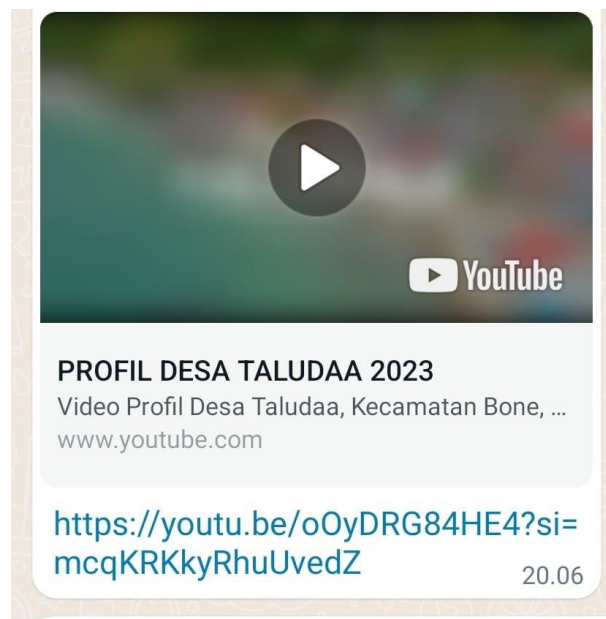 YouTube
PROFIL DESA TALUDAA 2023
Video Profil Desa Taludaa, Kecamatan Bone, ...
www.youtube.com
https://youtu.be/oOyDRG84HE4?si=
mcqKRKkyRhuUvedZ
20.06